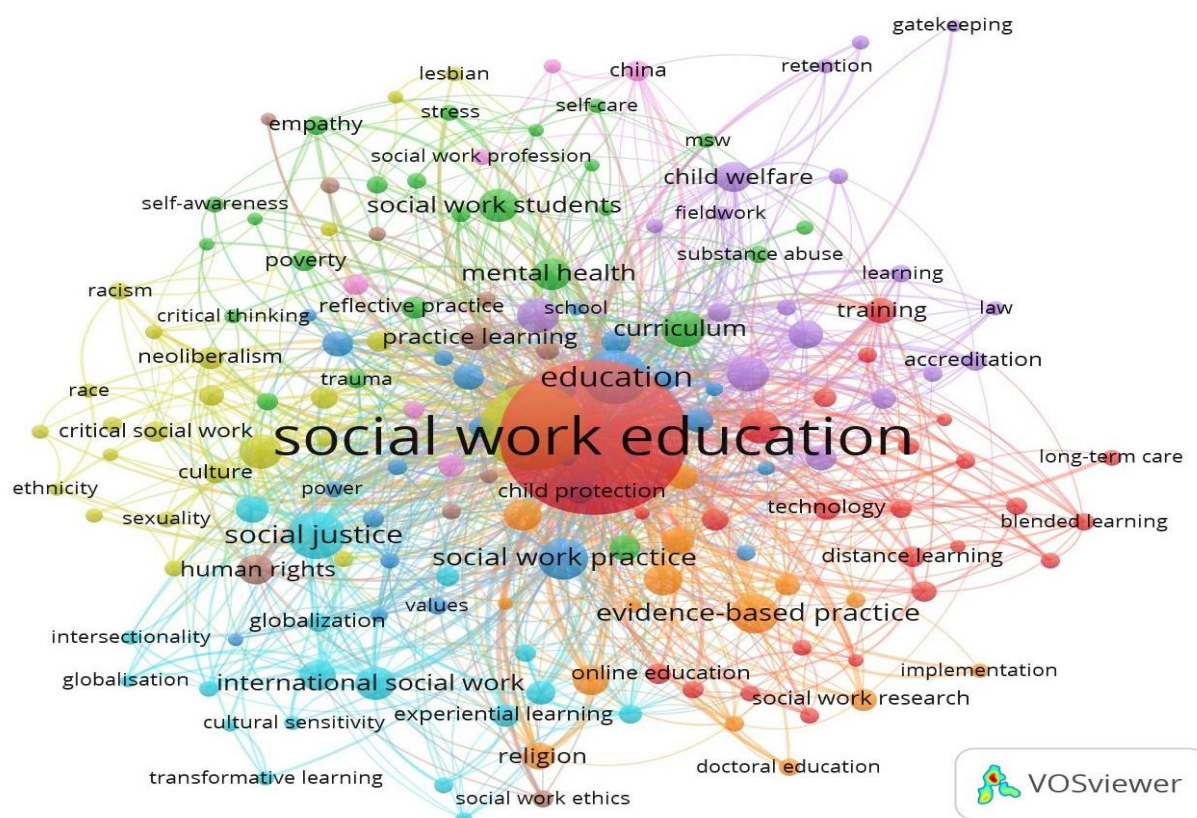 gatekeeping
retention
china
lesbian
self-care
stress
empathy
msw
social work profession
child welfare
self-awareness
social work students
fieldwork
substance abuse
poverty
mental health
learning
racism
reflective practice
school
training
law
critical thinking
practice learning
curriculum
neoliberalism
accreditation
race
trauma
education
critical social work
social work education
culture
long-term care
ethnicity
power
child protection
sexuality
technology
blended learning
social justice
social work practice
distance learning
human rights
values
evidence-based practice
globalization
intersectionality
globalisation
international social work
online education
implementation
social work research
cultural sensitivity
experiential learning
religion
doctoral education
transformative learning
social work ethics
VOSviewer